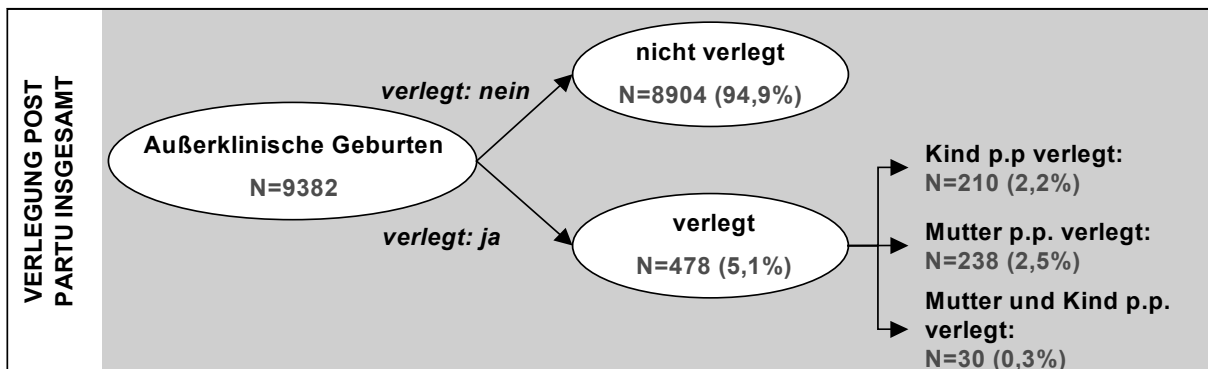 VERLEGUNG POST
PARTU INSGESAMT
Außerklinische Geburten
N=9382
verlegt: nein
verlegt: ja
nicht verlegt
N=8904 (94,9%)
verlegt
N=478 (5,1%)
Kind p.p verlegt:
N=210 (2,2%)
Mutter p.p. verlegt:
N=238 (2,5%)
Mutter und Kind p.p.
verlegt:
N=30 (0,3%)